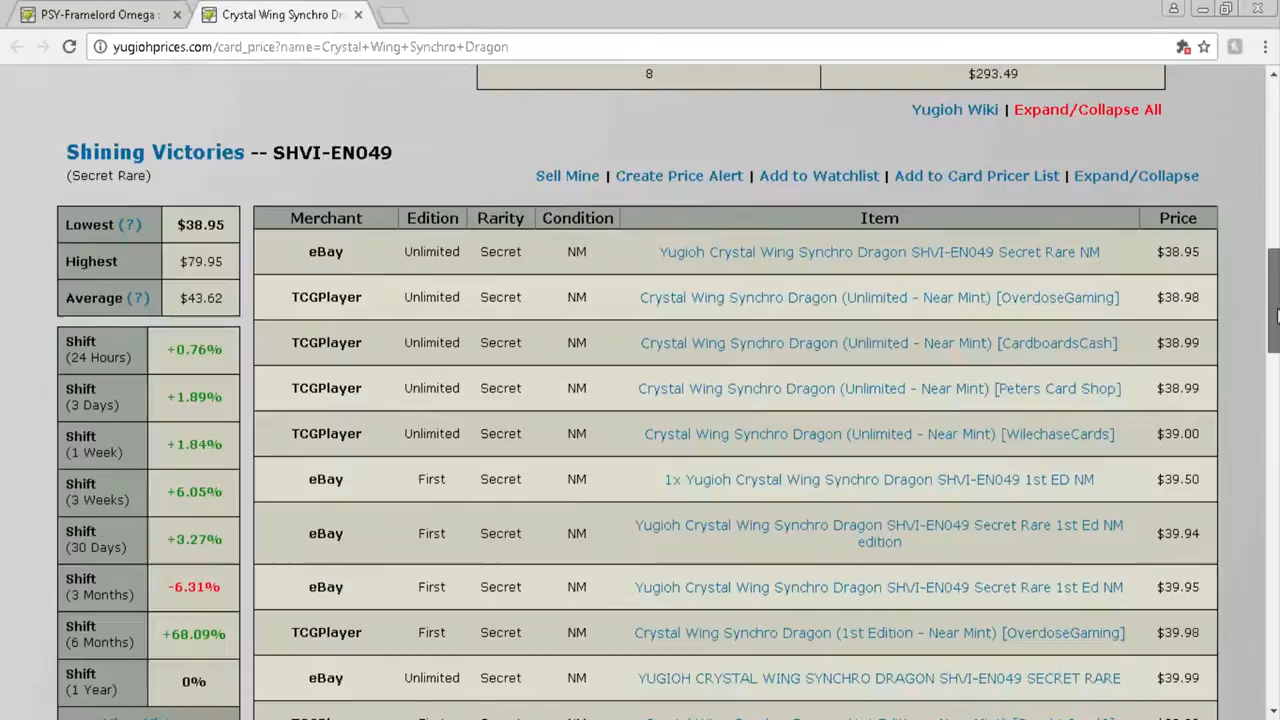 PSY-Framelord Omega :
Crystal Wing Synchro Dr
yugiohprices.com/card_price?name=Crystal+Wing+Synchro+Dragon
8 $293.49
Yugioh Wiki | Expand/Collapse All
Shining Victories -- SHVI-EN049
(Secret Rare)
Sell Mine | Create Price Alert | Add to Watchlist | Add to Card Pricer List | Expand/Collapse
Lowest (?) $38.95
Highest $79.95
Average (?) $43.62
Shift
(24 Hours) +0.76%
Shift
(3 Days) +1.89%
Shift
(1 Week) +1.84%
Shift
(3 Weeks) +6.05%
Shift
(30 Days) +3.27%
Shift
(3 Months) -6.31%
Shift
(6 Months) +68.09%
Shift
(1 Year) 0%
Merchant Edition Rarity Condition Item Price
eBay Unlimited Secret NM Yugioh Crystal Wing Synchro Dragon SHVI-EN049 Secret Rare NM $38.95
TCGPlayer Unlimited Secret NM Crystal Wing Synchro Dragon (Unlimited - Near Mint) [OverdoseGaming] $38.98
TCGPlayer Unlimited Secret NM Crystal Wing Synchro Dragon (Unlimited - Near Mint) [CardboardsCash] $38.99
TCGPlayer Unlimited Secret NM Crystal Wing Synchro Dragon (Unlimited - Near Mint) [Peters Card Shop] $38.99
TCGPlayer Unlimited Secret NM Crystal Wing Synchro Dragon (Unlimited - Near Mint) [WilechaseCards] $39.00
eBay First Secret NM 1x Yugioh Crystal Wing Synchro Dragon SHVI-EN049 1st ED NM $39.50
eBay First Secret NM Yugioh Crystal Wing Synchro Dragon SHVI-EN049 Secret Rare 1st Ed NM edition $39.94
eBay First Secret NM Yugioh Crystal Wing Synchro Dragon SHVI-EN049 Secret Rare 1st Ed NM $39.95
TCGPlayer First Secret NM Crystal Wing Synchro Dragon (1st Edition - Near Mint) [OverdoseGaming] $39.98
eBay Unlimited Secret NM YUGIOH CRYSTAL WING SYNCHRO DRAGON SHVI-EN049 SECRET RARE $39.99